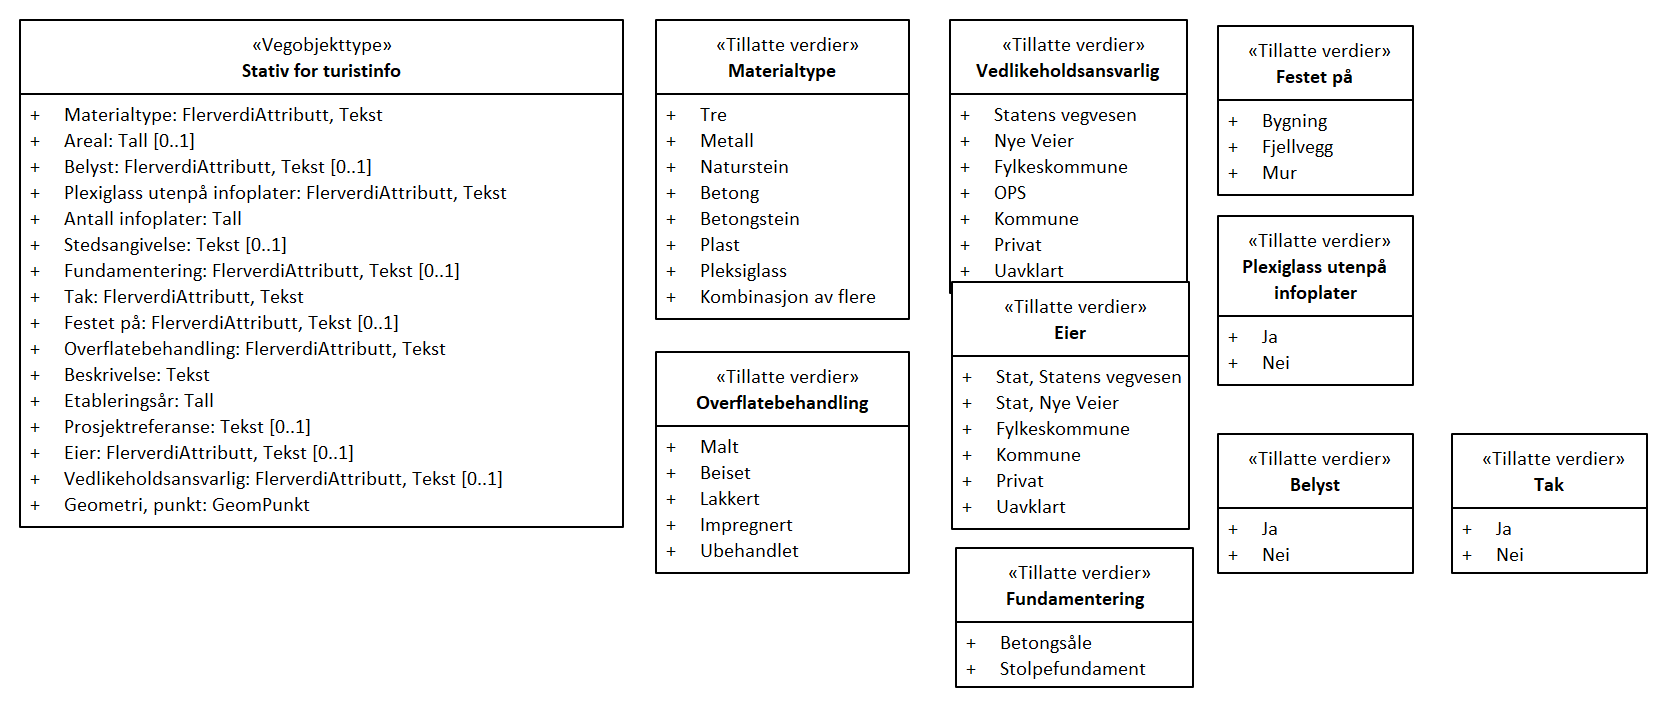 «Vegobjekttype»
Stativ for turistinfo
+ Materialtype: FlerverdiAttributt, Tekst
+ Areal: Tall [0..1]
+ Belyst: FlerverdiAttributt, Tekst [0..1]
+ Plexiglass utenpå infoplater: FlerverdiAttributt, Tekst
+ Antall infoplater: Tall
+ Stedsangivelse: Tekst [0..1]
+ Fundamentering: FlerverdiAttributt, Tekst [0..1]
+ Tak: FlerverdiAttributt, Tekst
+ Festet på: FlerverdiAttributt, Tekst [0..1]
+ Overflatebehandling: FlerverdiAttributt, Tekst
+ Beskrivelse: Tekst
+ Etableringsår: Tall
+ Prosjektreferanse: Tekst [0..1]
+ Eier: FlerverdiAttributt, Tekst [0..1]
+ Vedlikeholdsansvarlig: FlerverdiAttributt, Tekst [0..1]
+ Geometri, punkt: GeomPunkt
«Tillatte verdier»
Materialtype
+ Tre
+ Metall
+ Naturstein
+ Betong
+ Betongstein
+ Plast
+ Pleksiglass
+ Kombinasjon av flere
«Tillatte verdier»
Overflatebehandling
+ Malt
+ Beiset
+ Lakkert
+ Impregnert
+ Ubehandlet
«Tillatte verdier»
Vedlikeholdsansvarlig
+ Statens vegvesen
+ Nye Veier
+ Fylkeskommune
+ OPS
+ Kommune
+ Privat
+ Uavklart
«Tillatte verdier»
Eier
+ Stat, Statens vegvesen
+ Stat, Nye Veier
+ Fylkeskommune
+ Kommune
+ Privat
+ Uavklart
«Tillatte verdier»
Fundamentering
+ Betongsåle
+ Stolpefundament
«Tillatte verdier»
Festet på
+ Bygning
+ Fjellvegg
+ Mur
«Tillatte verdier»
Plexiglass utenpå
infoplater
+ Ja
+ Nei
«Tillatte verdier»
Belyst
+ Ja
+ Nei
«Tillatte verdier»
Tak
+ Ja
+ Nei